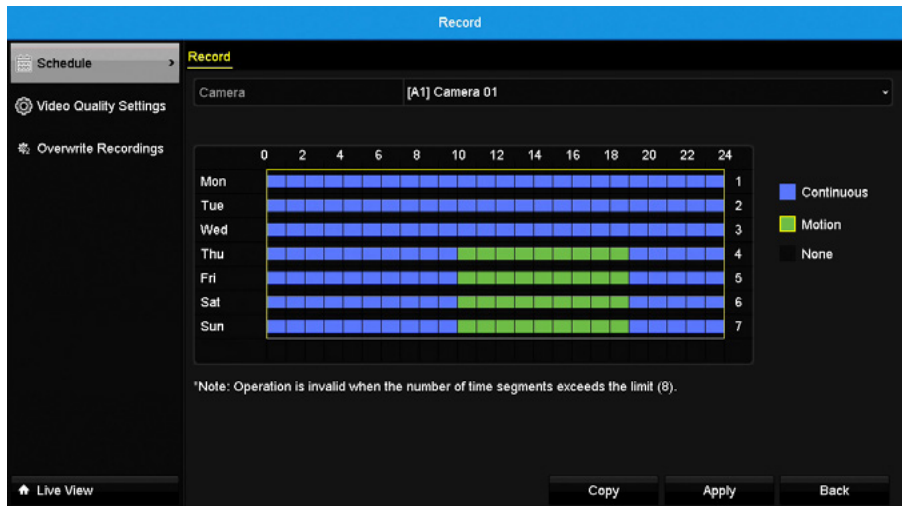 Record
Schedule >
Video Quality Settings
Overwrite Recordings
Live View
Record
Camera [A1] Camera 01
0 2 4 6 8 10 12 14 16 18 20 22 24
Mon 1
Tue 2
Wed 3
Thu 4
Fri 5
Sat 6
Sun 7
Continuous
Motion
None
*Note: Operation is invalid when the number of time segments exceeds the limit (8).
Copy Apply Back